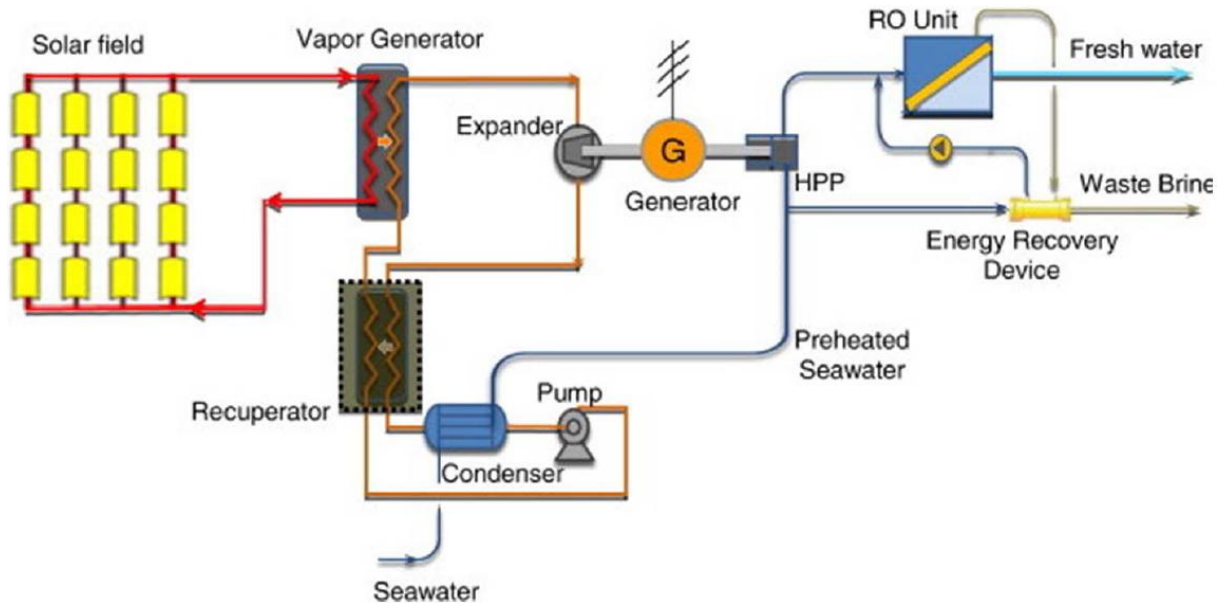 Solar field
Vapor Generator
RO Unit
Fresh water
Expander
G
Generator
HPP
Waste Brine
Energy Recovery
Device
Preheated
Seawater
Recuperator
Pump
Condenser
Seawater